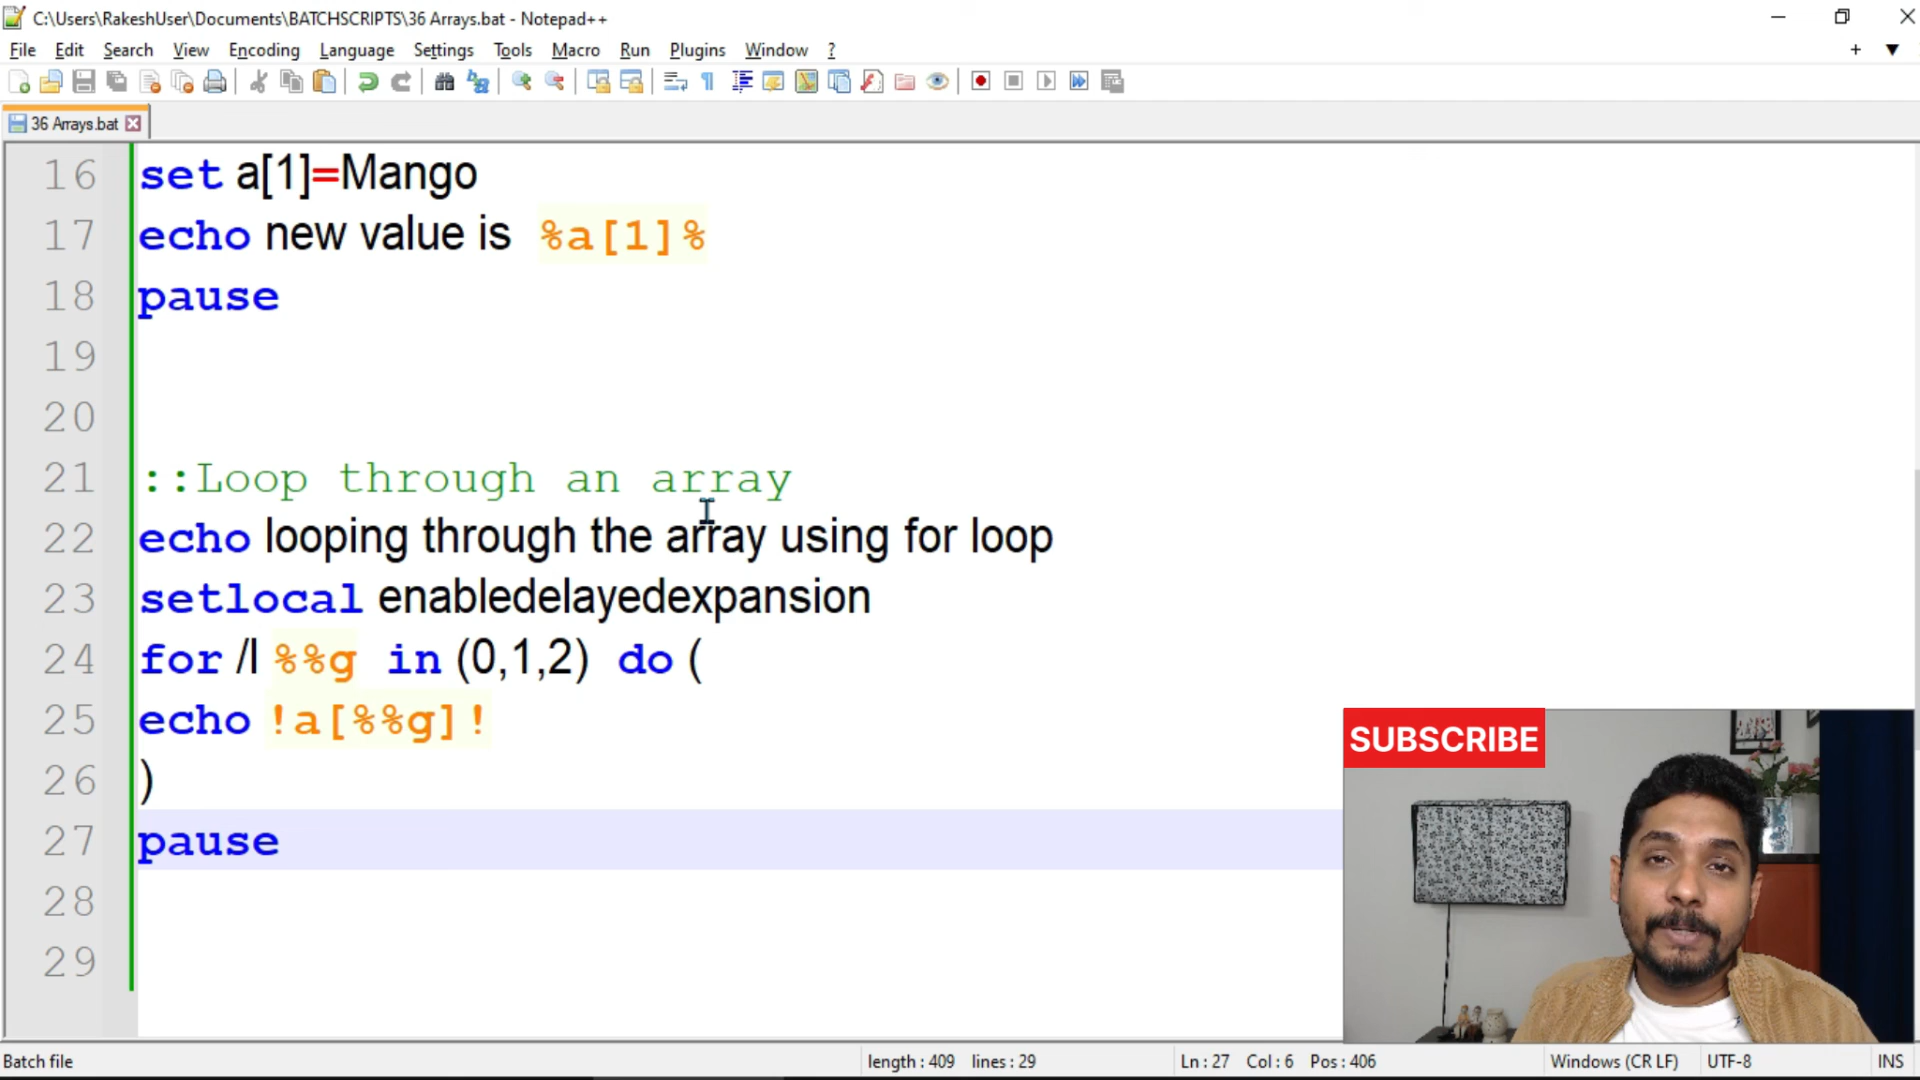 C:\Users\RakeshUser\Documents\BATCHSCRIPTS\36 Arrays.bat - Notepad++
File Edit Search View Encoding Language Settings Tools Macro Run Plugins Window ?
36 Arrays.bat
16 set a[1]=Mango
17 echo new value is %a[1]%
18 pause
19
20
21 ::Loop through an array
22 echo looping through the array using for loop
23 setlocal enabledelayedexpansion
24 for /l %%g in (0,1,2) do (
25 echo !a[%%g]!
26 )
27 pause
28
29
SUBSCRIBE
Batch file length : 409 lines : 29 Ln : 27 Col : 6 Pos : 406 Windows (CR LF) UTF-8 INS